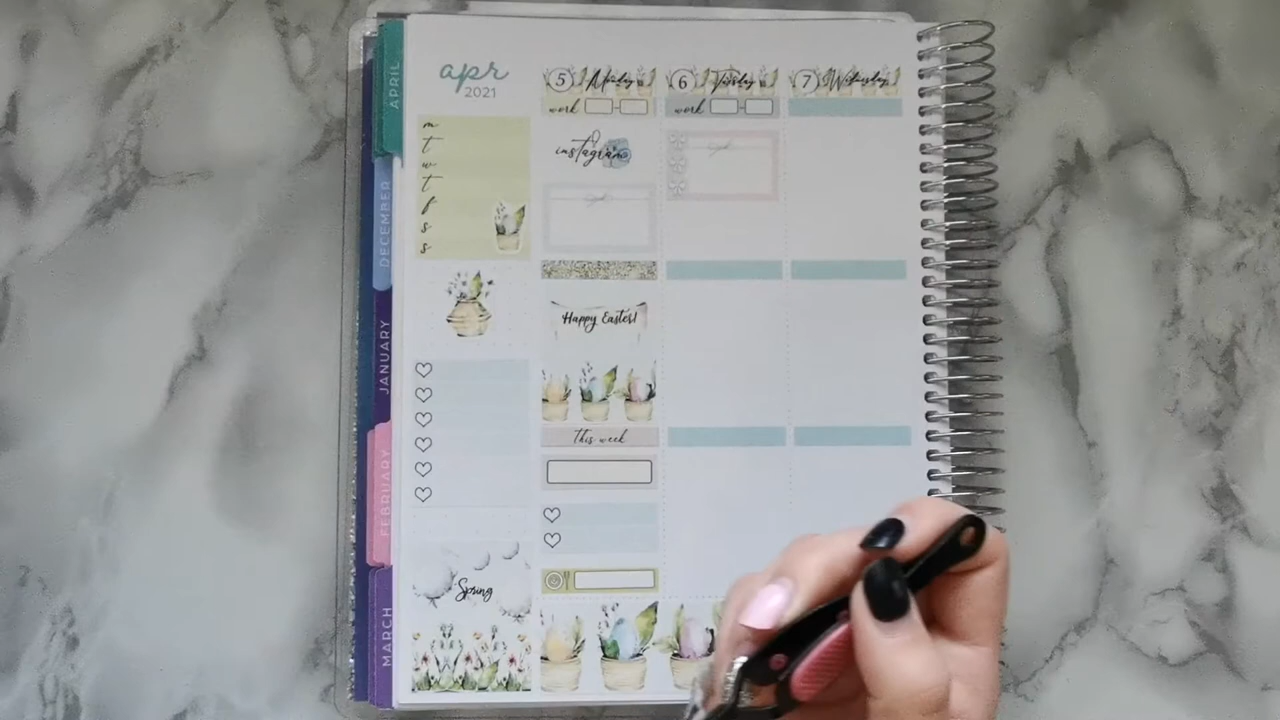 apr
2021
5 Monday
6 Tuesday
7 Wednesday
work
work
m
t
w
t
f
s
s
instagram
Happy Easter!
this week
Spring
APRIL
DECEMBER
JANUARY
FEBRUARY
MARCH